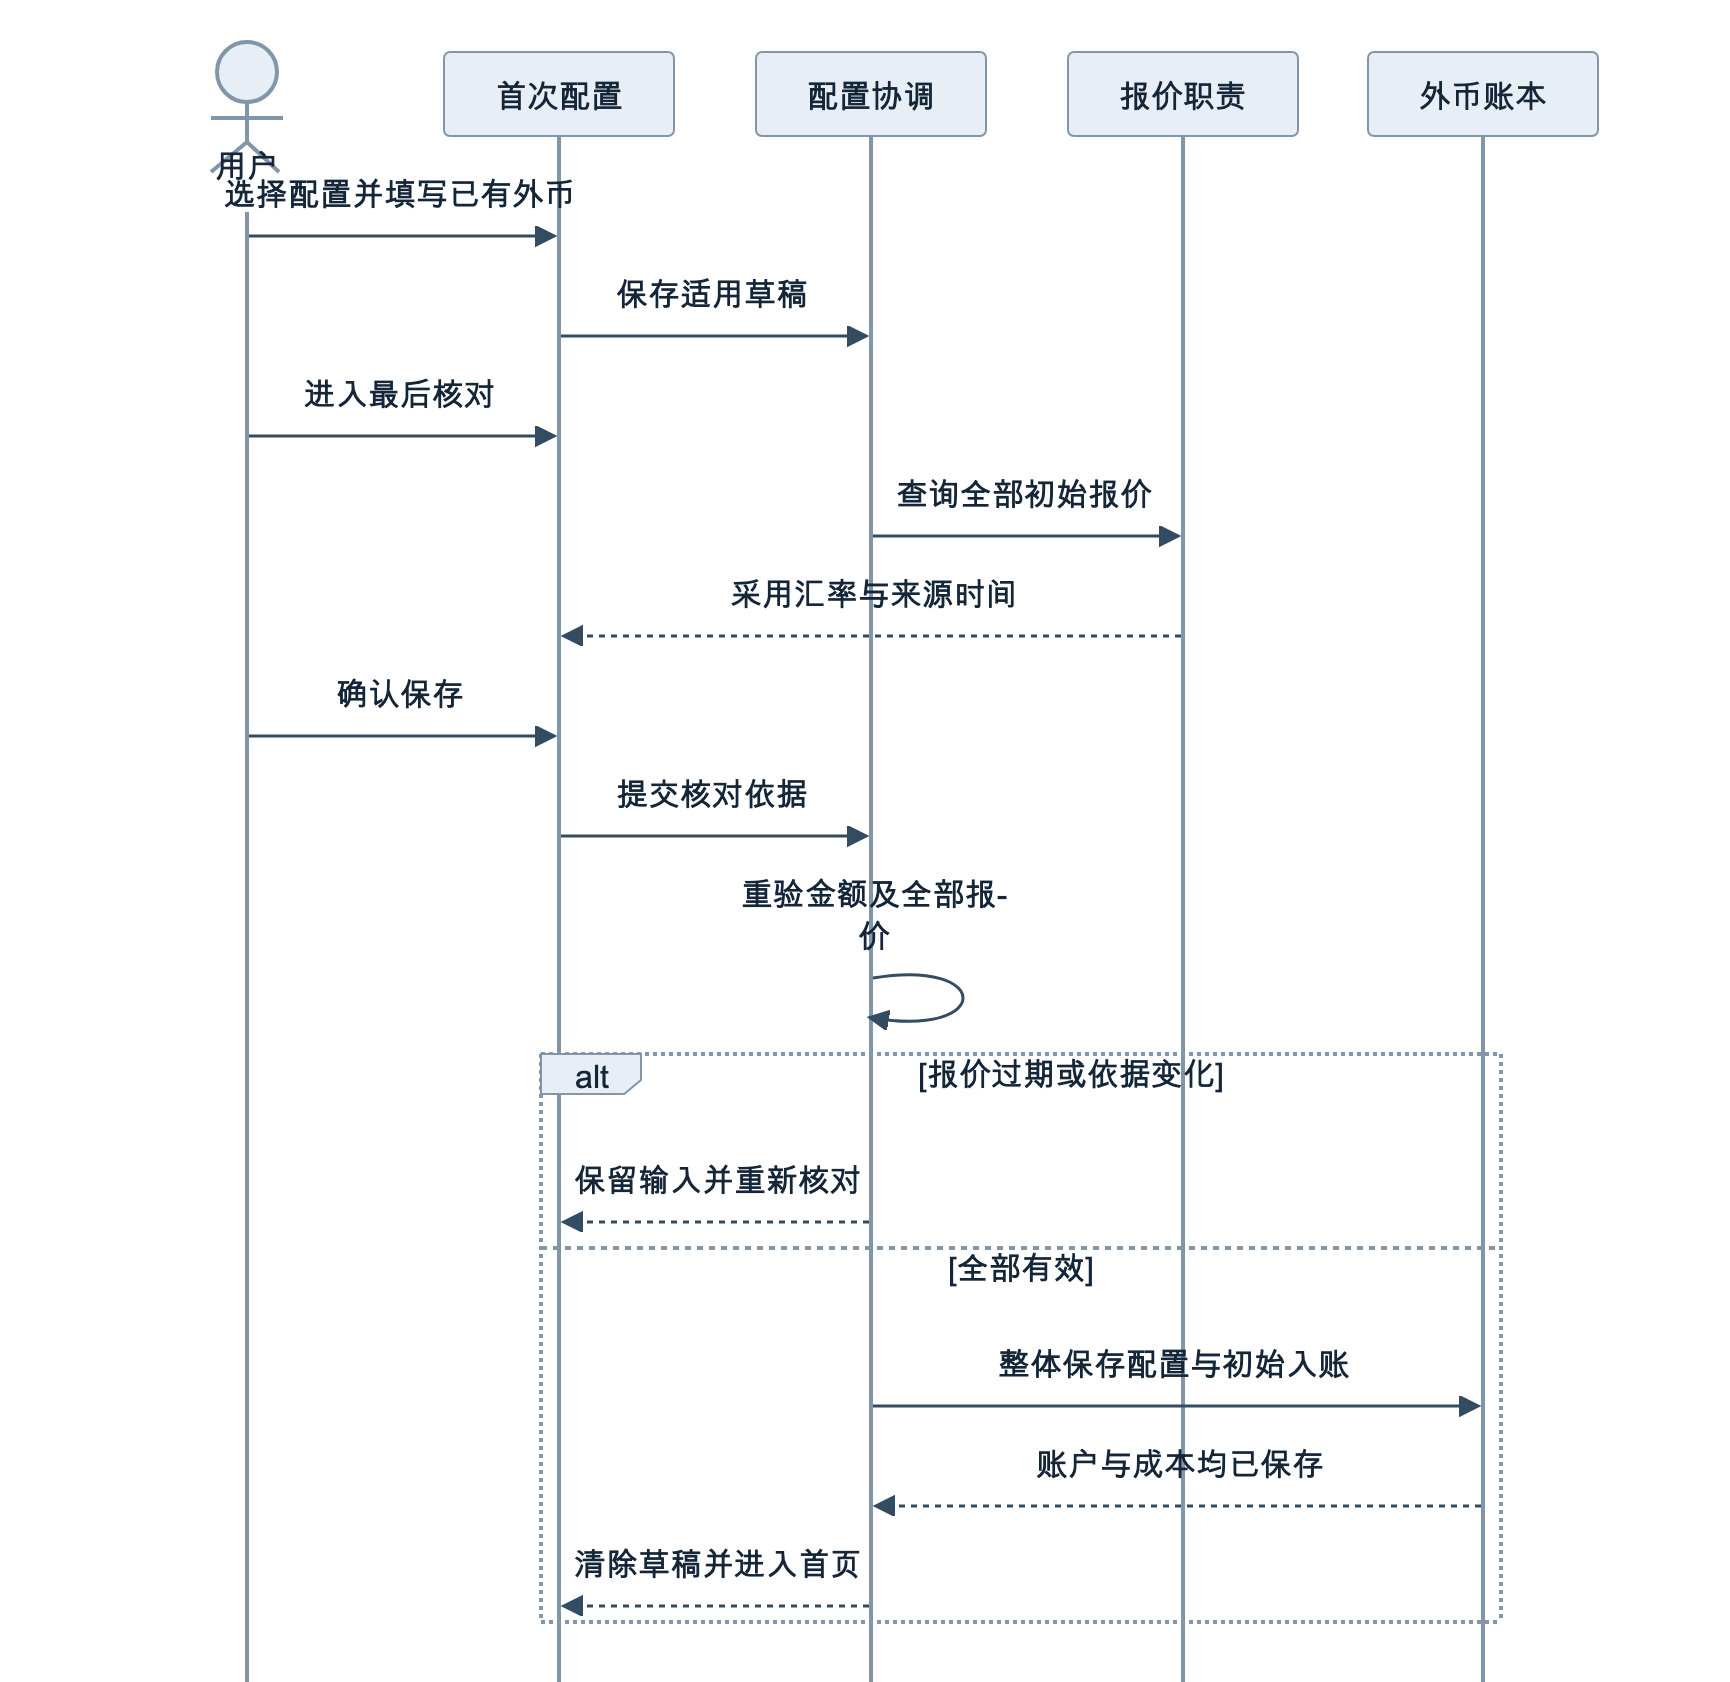 首次配置
配置协调
报价职责
外币账本
用户
选择配置并填写已有外币
保存适用草稿
进入最后核对
查询全部初始报价
采用汇率与来源时间
确认保存
提交核对依据
重验金额及全部报-
价
alt
[报价过期或依据变化]
保留输入并重新核对
[全部有效]
整体保存配置与初始入账
账户与成本均已保存
清除草稿并进入首页